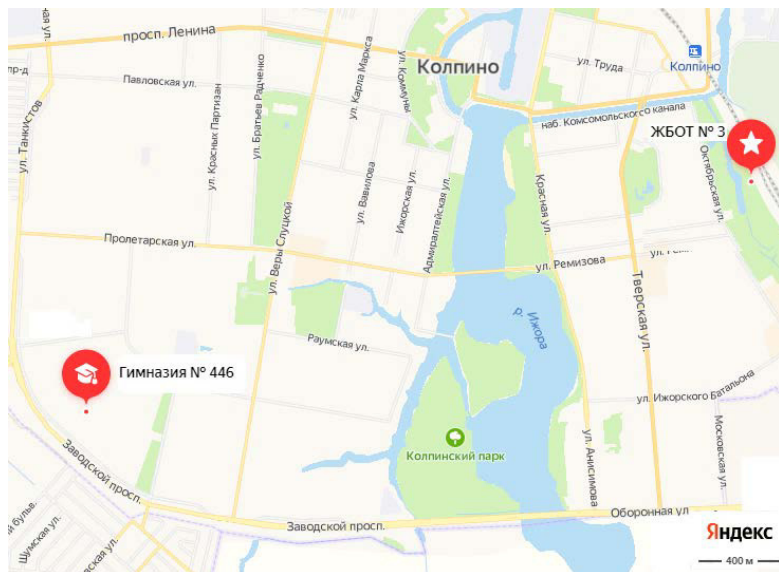 просп. Ленина
ул. Труда
Колпино
Колпино
пр-д
Павловская ул.
ул. Карла Маркса
ул. Коммуны
ул. Братьев Радченко
ул. Красных Партизан
ул. Танкистов
наб. Комсомольского канала
ЖБОТ № 3
Октябрьская ул.
ул. Вавилова
Ижорская ул.
Адмиралтейская ул.
Красная ул.
Пролетарская ул.
ул. Веры Слуцкой
ул. Ремизова
Тверская ул.
р. Ижора
Раумская ул.
Гимназия № 446
ул. Ижорского Батальона
Колпинский парк
ул. Анисимова
Московская ул.
Заводской просп.
Заводской просп.
Оборонная ул
Шумская ул.
Яндекс
400 м